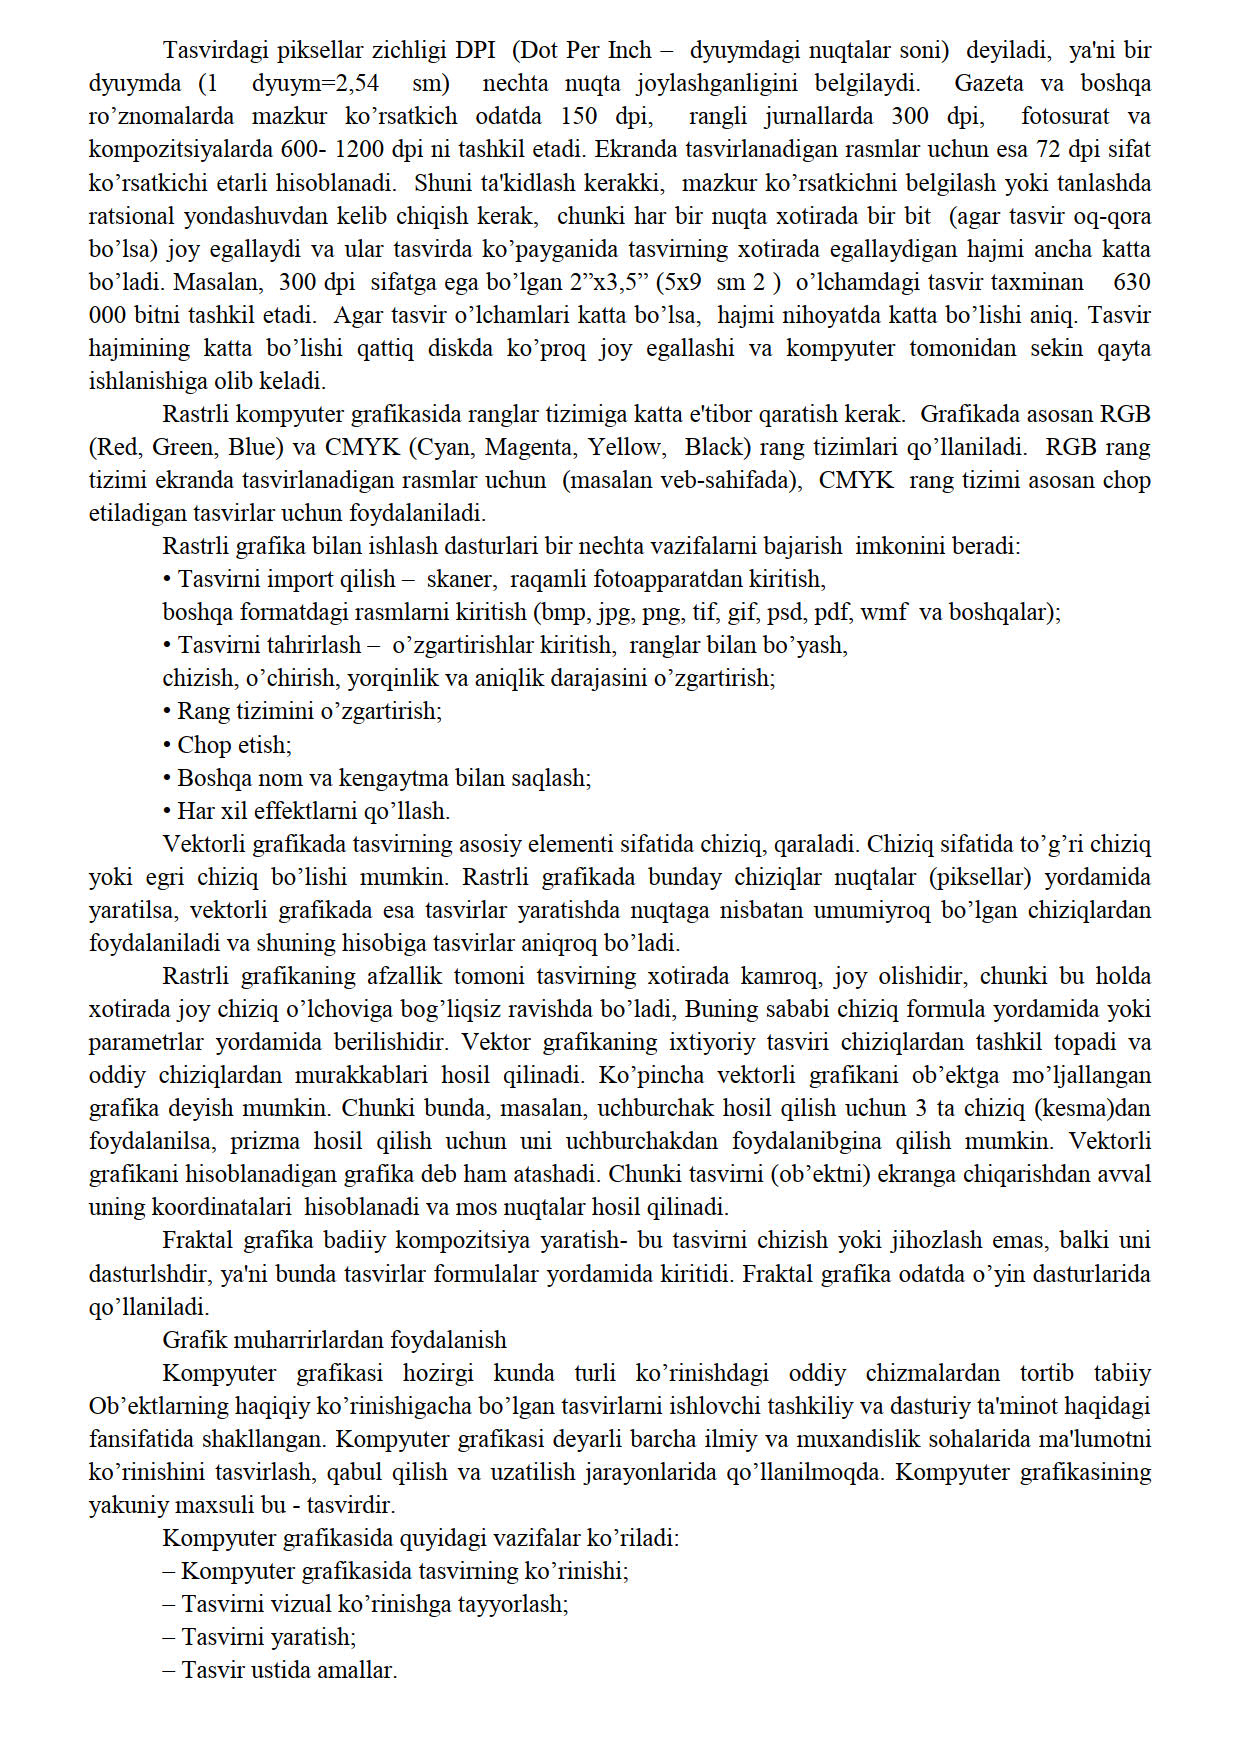 Tasvirdagi piksellar zichligi DPI (Dot Per Inch – dyuymdagi nuqtalar soni) deyiladi, ya'ni bir
dyuymda (1 dyuym=2,54 sm) nechta nuqta joylashganligini belgilaydi. Gazeta va boshqa
ro’znomalarda mazkur ko’rsatkich odatda 150 dpi, rangli jurnallarda 300 dpi, fotosurat va
kompozitsiyalarda 600- 1200 dpi ni tashkil etadi. Ekranda tasvirlanadigan rasmlar uchun esa 72 dpi sifat
ko’rsatkichi etarli hisoblanadi. Shuni ta'kidlash kerakki, mazkur ko’rsatkichni belgilash yoki tanlashda
ratsional yondashuvdan kelib chiqish kerak, chunki har bir nuqta xotirada bir bit (agar tasvir oq-qora
bo’lsa) joy egallaydi va ular tasvirda ko’payganida tasvirning xotirada egallaydigan hajmi ancha katta
bo’ladi. Masalan, 300 dpi sifatga ega bo’lgan 2”x3,5” (5x9 sm 2 ) o’lchamdagi tasvir taxminan 630
000 bitni tashkil etadi. Agar tasvir o’lchamlari katta bo’lsa, hajmi nihoyatda katta bo’lishi aniq. Tasvir
hajmining katta bo’lishi qattiq diskda ko’proq joy egallashi va kompyuter tomonidan sekin qayta
ishlanishiga olib keladi.
Rastrli kompyuter grafikasida ranglar tizimiga katta e'tibor qaratish kerak. Grafikada asosan RGB
(Red, Green, Blue) va CMYK (Cyan, Magenta, Yellow, Black) rang tizimlari qo’llaniladi. RGB rang
tizimi ekranda tasvirlanadigan rasmlar uchun (masalan veb-sahifada), CMYK rang tizimi asosan chop
etiladigan tasvirlar uchun foydalaniladi.
Rastrli grafika bilan ishlash dasturlari bir nechta vazifalarni bajarish imkonini beradi:
• Tasvirni import qilish – skaner, raqamli fotoapparatdan kiritish,
boshqa formatdagi rasmlarni kiritish (bmp, jpg, png, tif, gif, psd, pdf, wmf va boshqalar);
• Tasvirni tahrirlash – o’zgartirishlar kiritish, ranglar bilan bo’yash,
chizish, o’chirish, yorqinlik va aniqlik darajasini o’zgartirish;
• Rang tizimini o’zgartirish;
• Chop etish;
• Boshqa nom va kengaytma bilan saqlash;
• Har xil effektlarni qo’llash.
Vektorli grafikada tasvirning asosiy elementi sifatida chiziq, qaraladi. Chiziq sifatida to’g’ri chiziq
yoki egri chiziq bo’lishi mumkin. Rastrli grafikada bunday chiziqlar nuqtalar (piksellar) yordamida
yaratilsa, vektorli grafikada esa tasvirlar yaratishda nuqtaga nisbatan umumiyroq bo’lgan chiziqlardan
foydalaniladi va shuning hisobiga tasvirlar aniqroq bo’ladi.
Rastrli grafikaning afzallik tomoni tasvirning xotirada kamroq, joy olishidir, chunki bu holda
xotirada joy chiziq o’lchoviga bog’liqsiz ravishda bo’ladi, Buning sababi chiziq formula yordamida yoki
parametrlar yordamida berilishidir. Vektor grafikaning ixtiyoriy tasviri chiziqlardan tashkil topadi va
oddiy chiziqlardan murakkablari hosil qilinadi. Ko’pincha vektorli grafikani ob’ektga mo’ljallangan
grafika deyish mumkin. Chunki bunda, masalan, uchburchak hosil qilish uchun 3 ta chiziq (kesma)dan
foydalanilsa, prizma hosil qilish uchun uni uchburchakdan foydalanibgina qilish mumkin. Vektorli
grafikani hisoblanadigan grafika deb ham atashadi. Chunki tasvirni (ob’ektni) ekranga chiqarishdan avval
uning koordinatalari hisoblanadi va mos nuqtalar hosil qilinadi.
Fraktal grafika badiiy kompozitsiya yaratish- bu tasvirni chizish yoki jihozlash emas, balki uni
dasturlshdir, ya'ni bunda tasvirlar formulalar yordamida kiritidi. Fraktal grafika odatda o’yin dasturlarida
qo’llaniladi.
Grafik muharrirlardan foydalanish
Kompyuter grafikasi hozirgi kunda turli ko’rinishdagi oddiy chizmalardan tortib tabiiy
Ob’ektlarning haqiqiy ko’rinishigacha bo’lgan tasvirlarni ishlovchi tashkiliy va dasturiy ta'minot haqidagi
fansifatida shakllangan. Kompyuter grafikasi deyarli barcha ilmiy va muxandislik sohalarida ma'lumotni
ko’rinishini tasvirlash, qabul qilish va uzatilish jarayonlarida qo’llanilmoqda. Kompyuter grafikasining
yakuniy maxsuli bu - tasvirdir.
Kompyuter grafikasida quyidagi vazifalar ko’riladi:
– Kompyuter grafikasida tasvirning ko’rinishi;
– Tasvirni vizual ko’rinishga tayyorlash;
– Tasvirni yaratish;
– Tasvir ustida amallar.